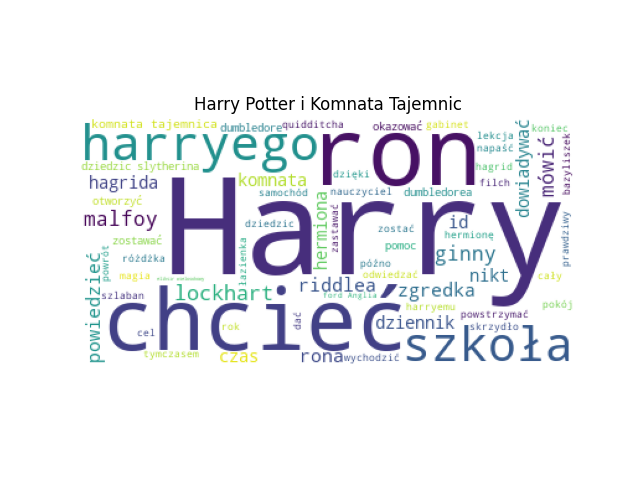 Harry Potter i Komnata Tajemnic
komnata tajemnica
dumbledore
quidditcha
okazować
gabinet
lekcja
koniec
harryego
ron
napaść
dowiadywać
mówić
bazyliszek
dziedzic slytherina
hagrida
komnata
dzięki
hagrid
otworzyć
samochód
nauczyciel
dumbledorea
filch
Harry
malfoy
dziedzic
hermiona
zastawać
zostać
id
hermionę
prawdziwy
zostawać
powiedzieć
powrót
różdżka
łazienka
pomoc
ginny
późno
magia
odwiedzać
nikt
cały
szlaban
lockhart
riddlea
ford Anglia
zgredka
pokój
chcieć
harryemu
powstrzymać
cel
rok
dać
dziennik
skrzydło
tymczasem
czas
rona
wychodzić
szkoła